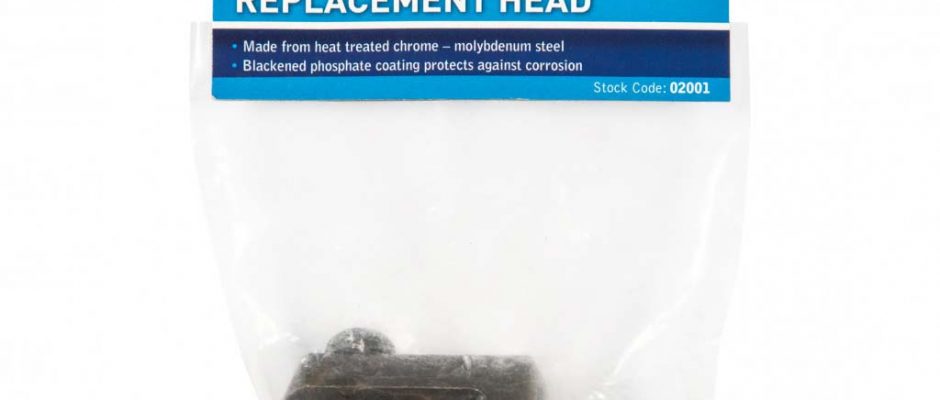 REPLACEMENT HEAD
• Made from heat treated chrome – molybdenum steel
• Blackened phosphate coating protects against corrosion
Stock Code: 02001